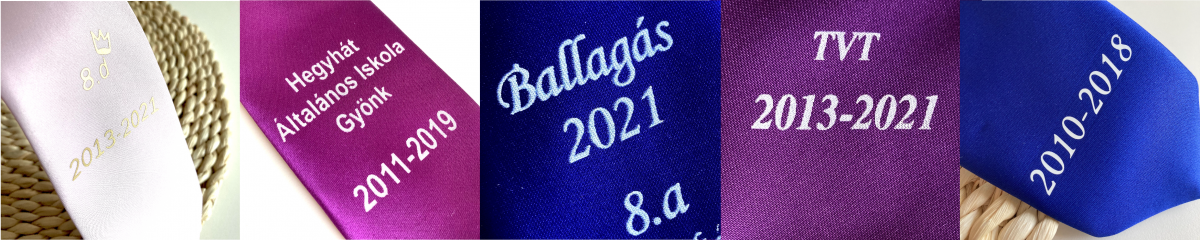 8 d
2013-2021
Hegyhát
Általános Iskola
Gyönk
2011-2019
Ballagás
2021
8.a
TVT
2013-2021
2010-2018